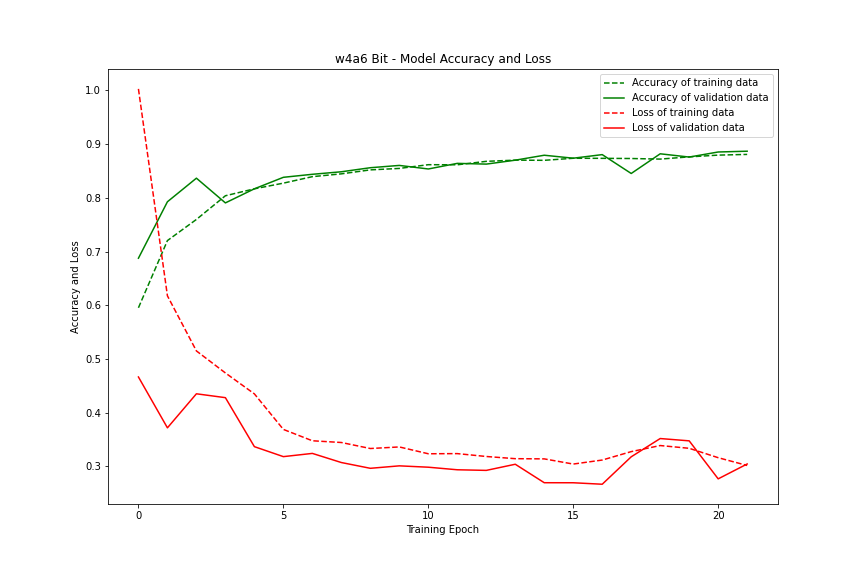 w4a6 Bit - Model Accuracy and Loss
Accuracy of training data
Accuracy of validation data
Loss of training data
Loss of validation data
1.0
0.9
0.8
0.7
0.6
0.5
0.4
0.3
Accuracy and Loss
0
5
10
15
20
Training Epoch